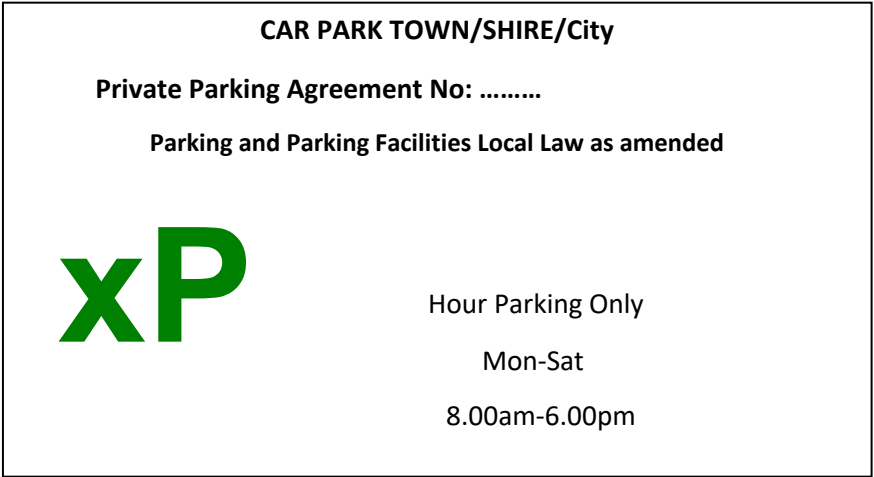 CAR PARK TOWN/SHIRE/City
Private Parking Agreement No: ………
Parking and Parking Facilities Local Law as amended
xP
Hour Parking Only
Mon-Sat
8.00am-6.00pm